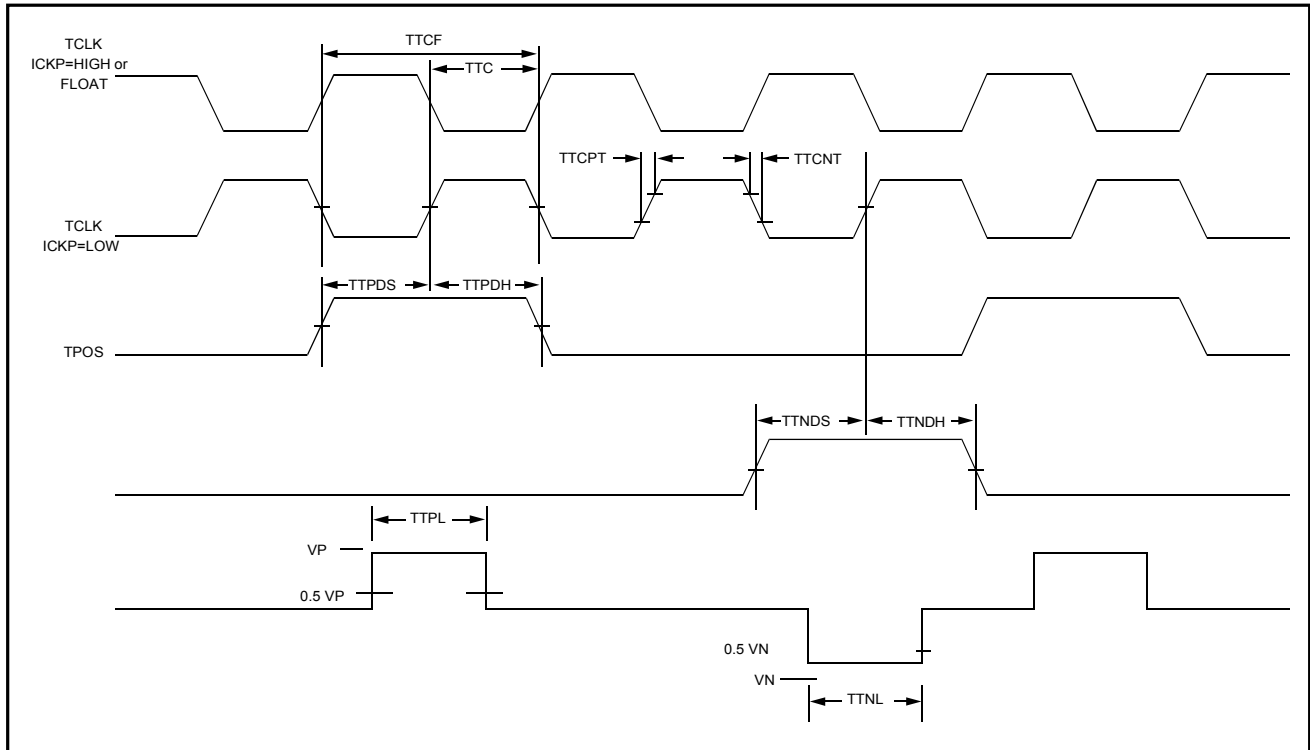 TCLK
ICKP=HIGH or
FLOAT
TTCF
TTC
TTCPT
TTCNT
TCLK
ICKP=LOW
TTPDS
TTPDH
TPOS
TTNDS
TTNDH
TTPL
VP
0.5 VP
0.5 VN
VN
TTNL